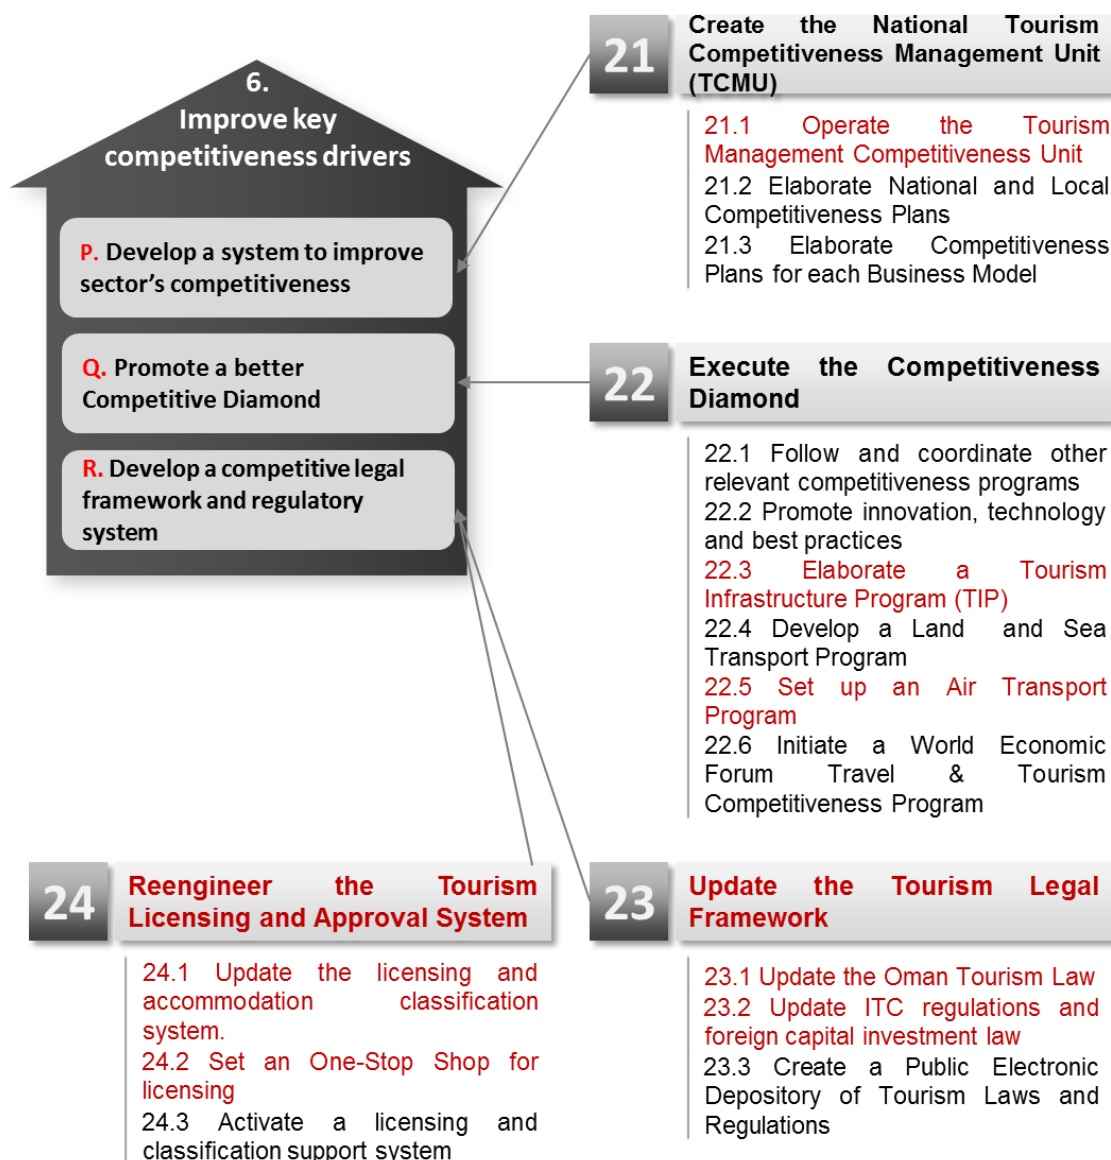 6.
Improve key
competitiveness drivers
P. Develop a system to improve
sector's competitiveness
Q. Promote a better
Competitive Diamond
R. Develop a competitive legal
framework and regulatory
system
21
Create the National Tourism
Competitiveness Management Unit
(TCMU)
21.1 Operate the Tourism
Management Competitiveness Unit
21.2 Elaborate National and Local
Competitiveness Plans
21.3 Elaborate Competitiveness
Plans for each Business Model
22
Execute the Competitiveness
Diamond
22.1 Follow and coordinate other
relevant competitiveness programs
22.2 Promote innovation, technology
and best practices
22.3 Elaborate a Tourism
Infrastructure Program (TIP)
22.4 Develop a Land and Sea
Transport Program
22.5 Set up an Air Transport
Program
22.6 Initiate a World Economic
Forum Travel & Tourism
Competitiveness Program
24
Reengineer the Tourism
Licensing and Approval System
24.1 Update the licensing and
accommodation classification
system.
24.2 Set an One-Stop Shop for
licensing
24.3 Activate a licensing and
classification support system
23
Update the Tourism Legal
Framework
23.1 Update the Oman Tourism Law
23.2 Update ITC regulations and
foreign capital investment law
23.3 Create a Public Electronic
Depository of Tourism Laws and
Regulations